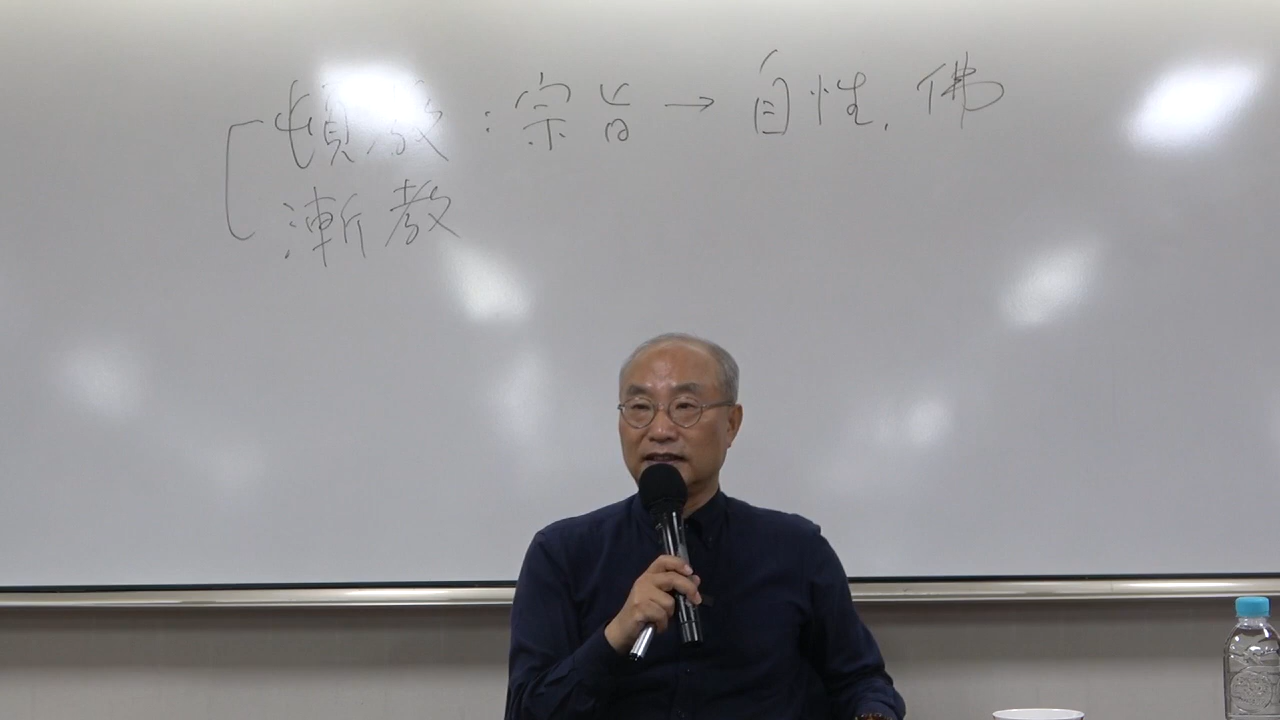 頓教 : 宗旨 → 自性, 佛
漸教